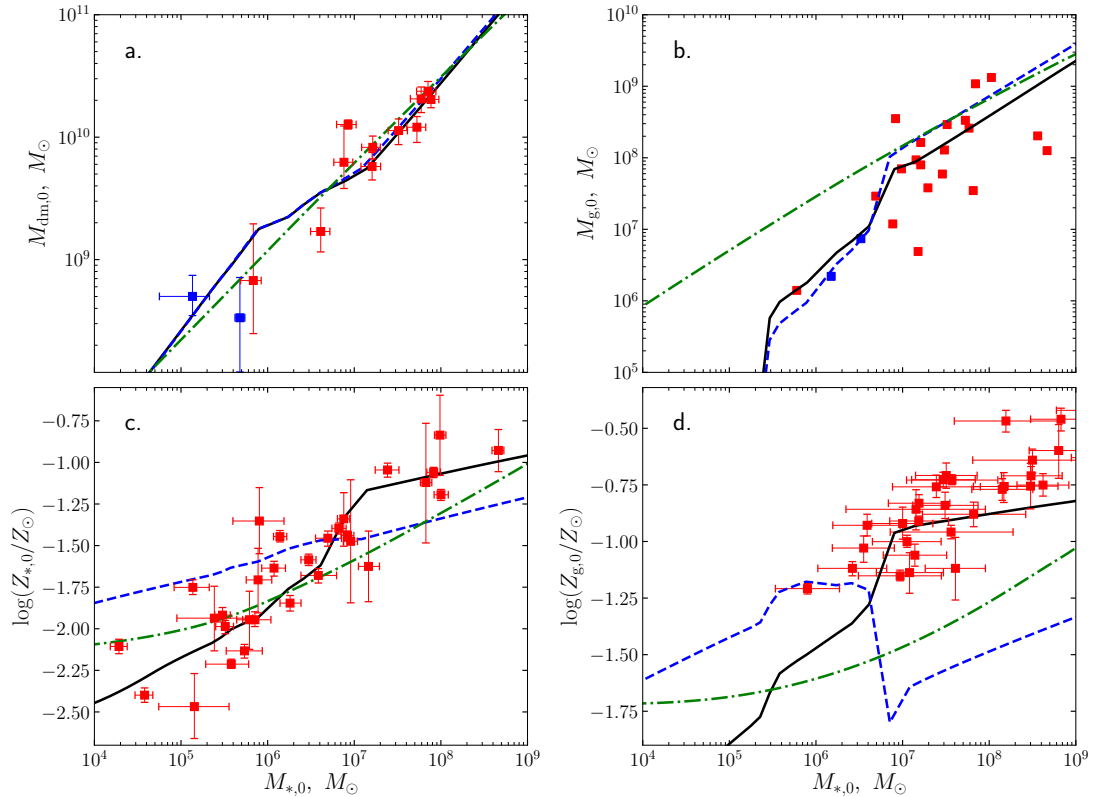 a.
10^11
10^10
10^9
M_dm,0, M_⊙
b.
10^10
10^9
10^8
10^7
10^6
10^5
M_g,0, M_⊙
c.
−0.75
−1.00
−1.25
−1.50
−1.75
−2.00
−2.25
−2.50
log(Z_*,0/Z_⊙)
10^4 10^5 10^6 10^7 10^8 10^9
M_*,0, M_⊙
d.
−0.50
−0.75
−1.00
−1.25
−1.50
−1.75
log(Z_g,0/Z_⊙)
10^4 10^5 10^6 10^7 10^8 10^9
M_*,0, M_⊙